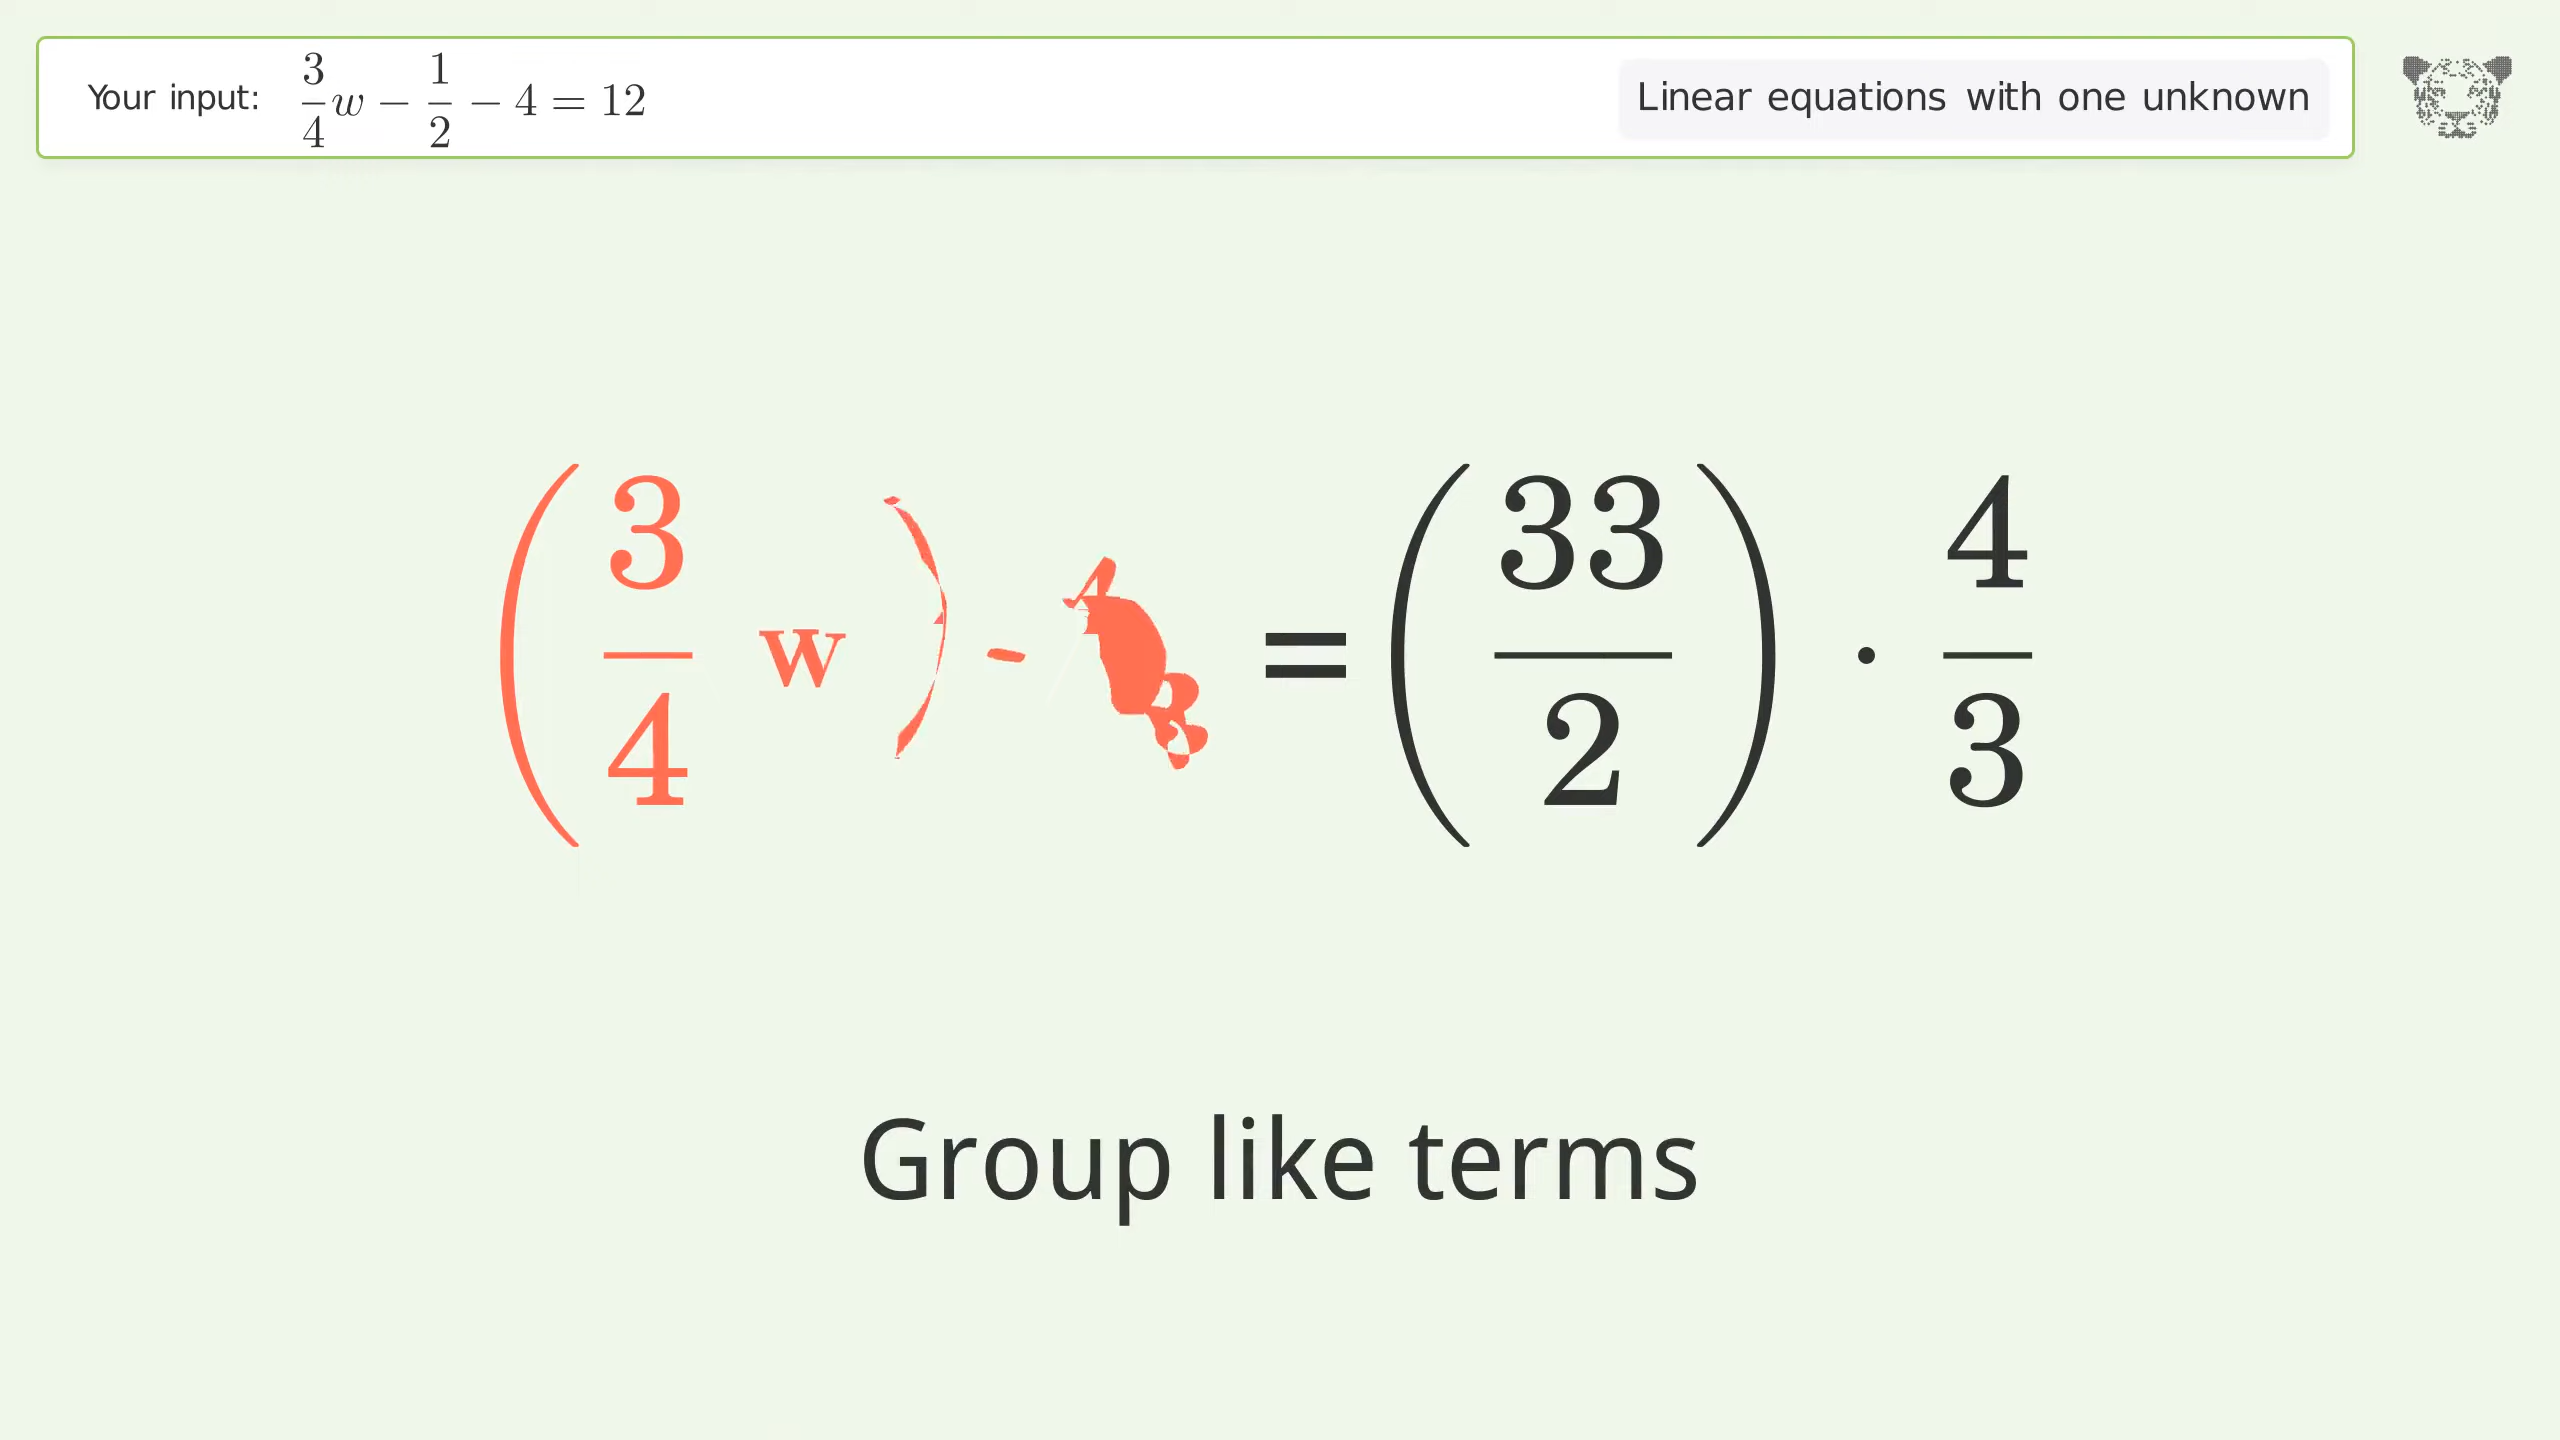 Your input: 3/4 w − 1/2 − 4 = 12
Linear equations with one unknown
(3/4 w) - = (33/2) · 4/3
Group like terms